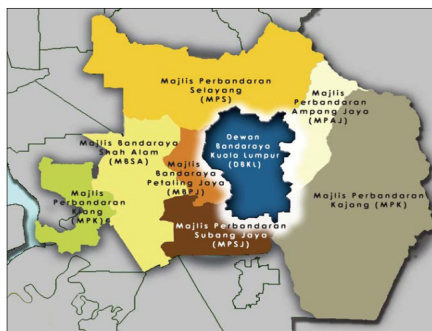 Majlis Perbandaran
Selayang
(MPS)
Majlis
Perbandaran
Ampang Jaya
(MPAJ)
Dewan
Bandaraya
Kuala Lumpur
(DBKL)
Majlis Bandaraya
Shah Alam
(MBSA)
Majlis
Bandaraya
Petaling Jaya
(MBPJ)
Majlis
Perbandaran
Klang
(MPK)
Majlis Perbandaran
Kajang (MPK)
Majlis Perbandaran
Subang Jaya
(MPSJ)